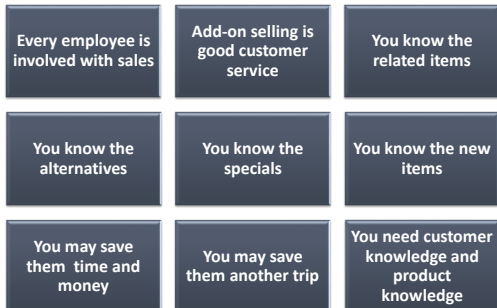 Every employee is
involved with sales
Add-on selling is
good customer
service
You know the
related items
You know the
alternatives
You know the
specials
You know the new
items
You may save
them time and
money
You may save
them another trip
You need customer
knowledge and
product
knowledge